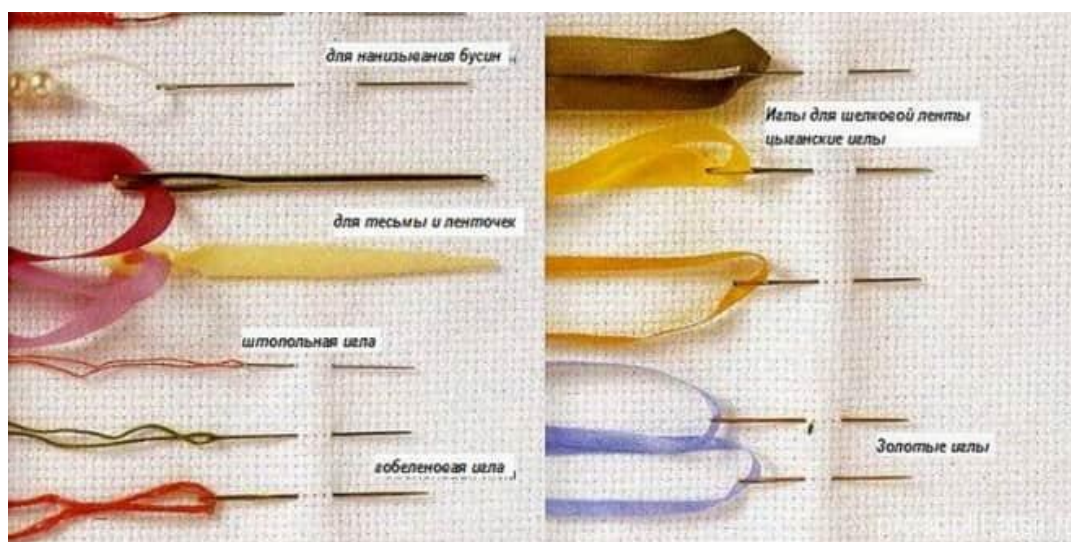 для нанизывания бусин
для тесьмы и ленточек
штопольная игла
гобеленовая игла
Иглы для шелковой ленты
цыганские иглы
Золотые иглы